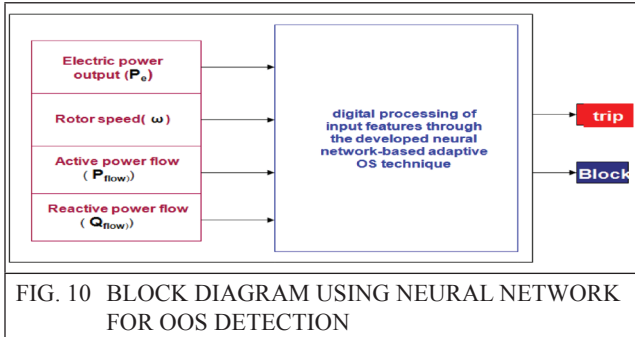 Electric power
output (Pe)
Rotor speed( ω)
Active power flow
( Pflow))
Reactive power flow
( Qflow))
digital processing of
input features through
the developed neural
network-based adaptive
OS technique
trip
Block
FIG. 10 BLOCK DIAGRAM USING NEURAL NETWORK
FOR OOS DETECTION